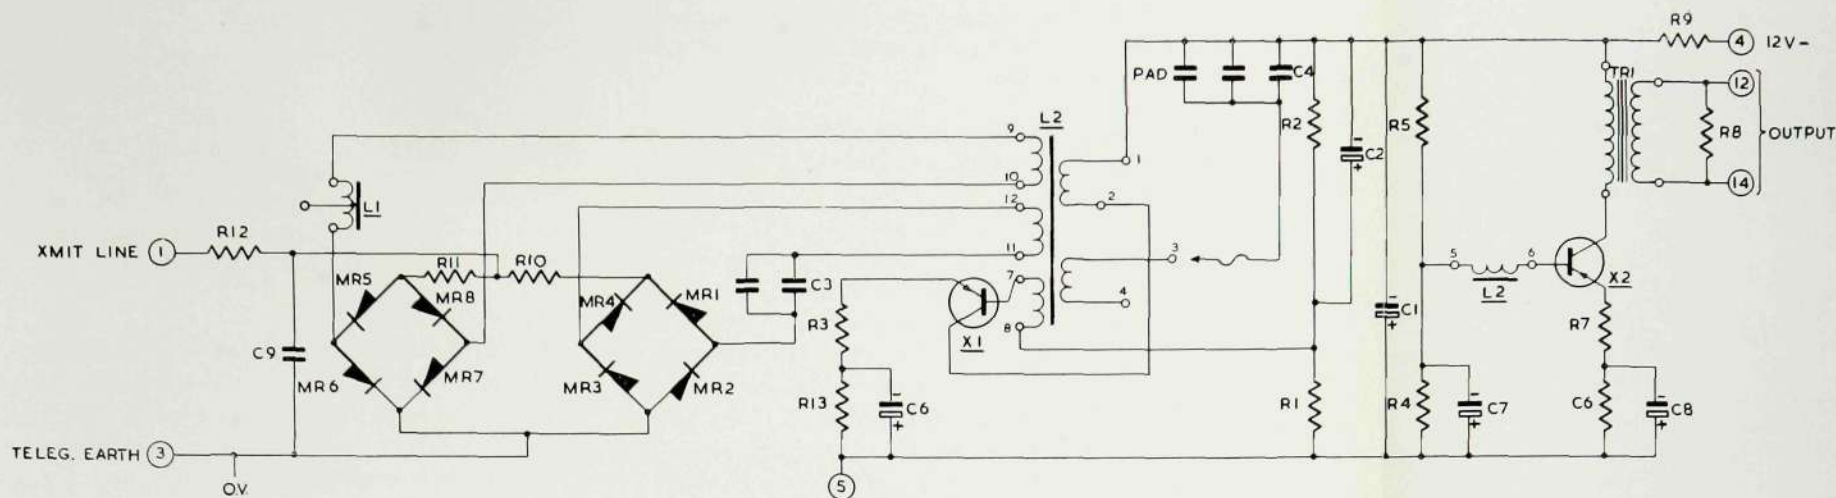 R9
4 12V-
PAD
C4
TR1
12
L2
R2
R5
R8
OUTPUT
9
1
C2
10
14
12
2
L1
R12
XMIT LINE 1
11
3
5
6
R11
R10
7
X2
L2
MR5
MR8
MR4
MR1
C3
4
R3
C1
R7
8
X1
C9
MR6
MR7
MR3
MR2
R13
C6
R1
R4
C7
C6
C8
TELEG. EARTH 3
O.V.
5